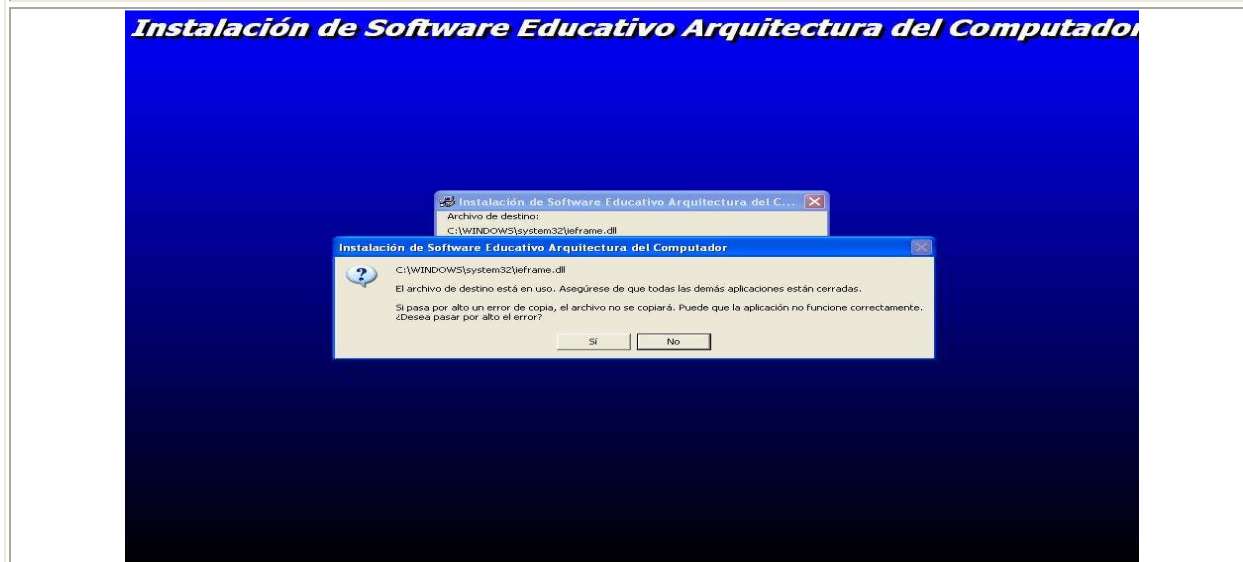 Instalación de Software Educativo Arquitectura del Computador
Instalación de Software Educativo Arquitectura del C...
Archivo de destino:
C:\WINDOWS\system32\ieframe.dll
Instalación de Software Educativo Arquitectura del Computador
C:\WINDOWS\system32\ieframe.dll
El archivo de destino está en uso. Asegúrese de que todas las demás aplicaciones están cerradas.
Si pasa por alto un error de copia, el archivo no se copiará. Puede que la aplicación no funcione correctamente.
¿Desea pasar por alto el error?
Sí No